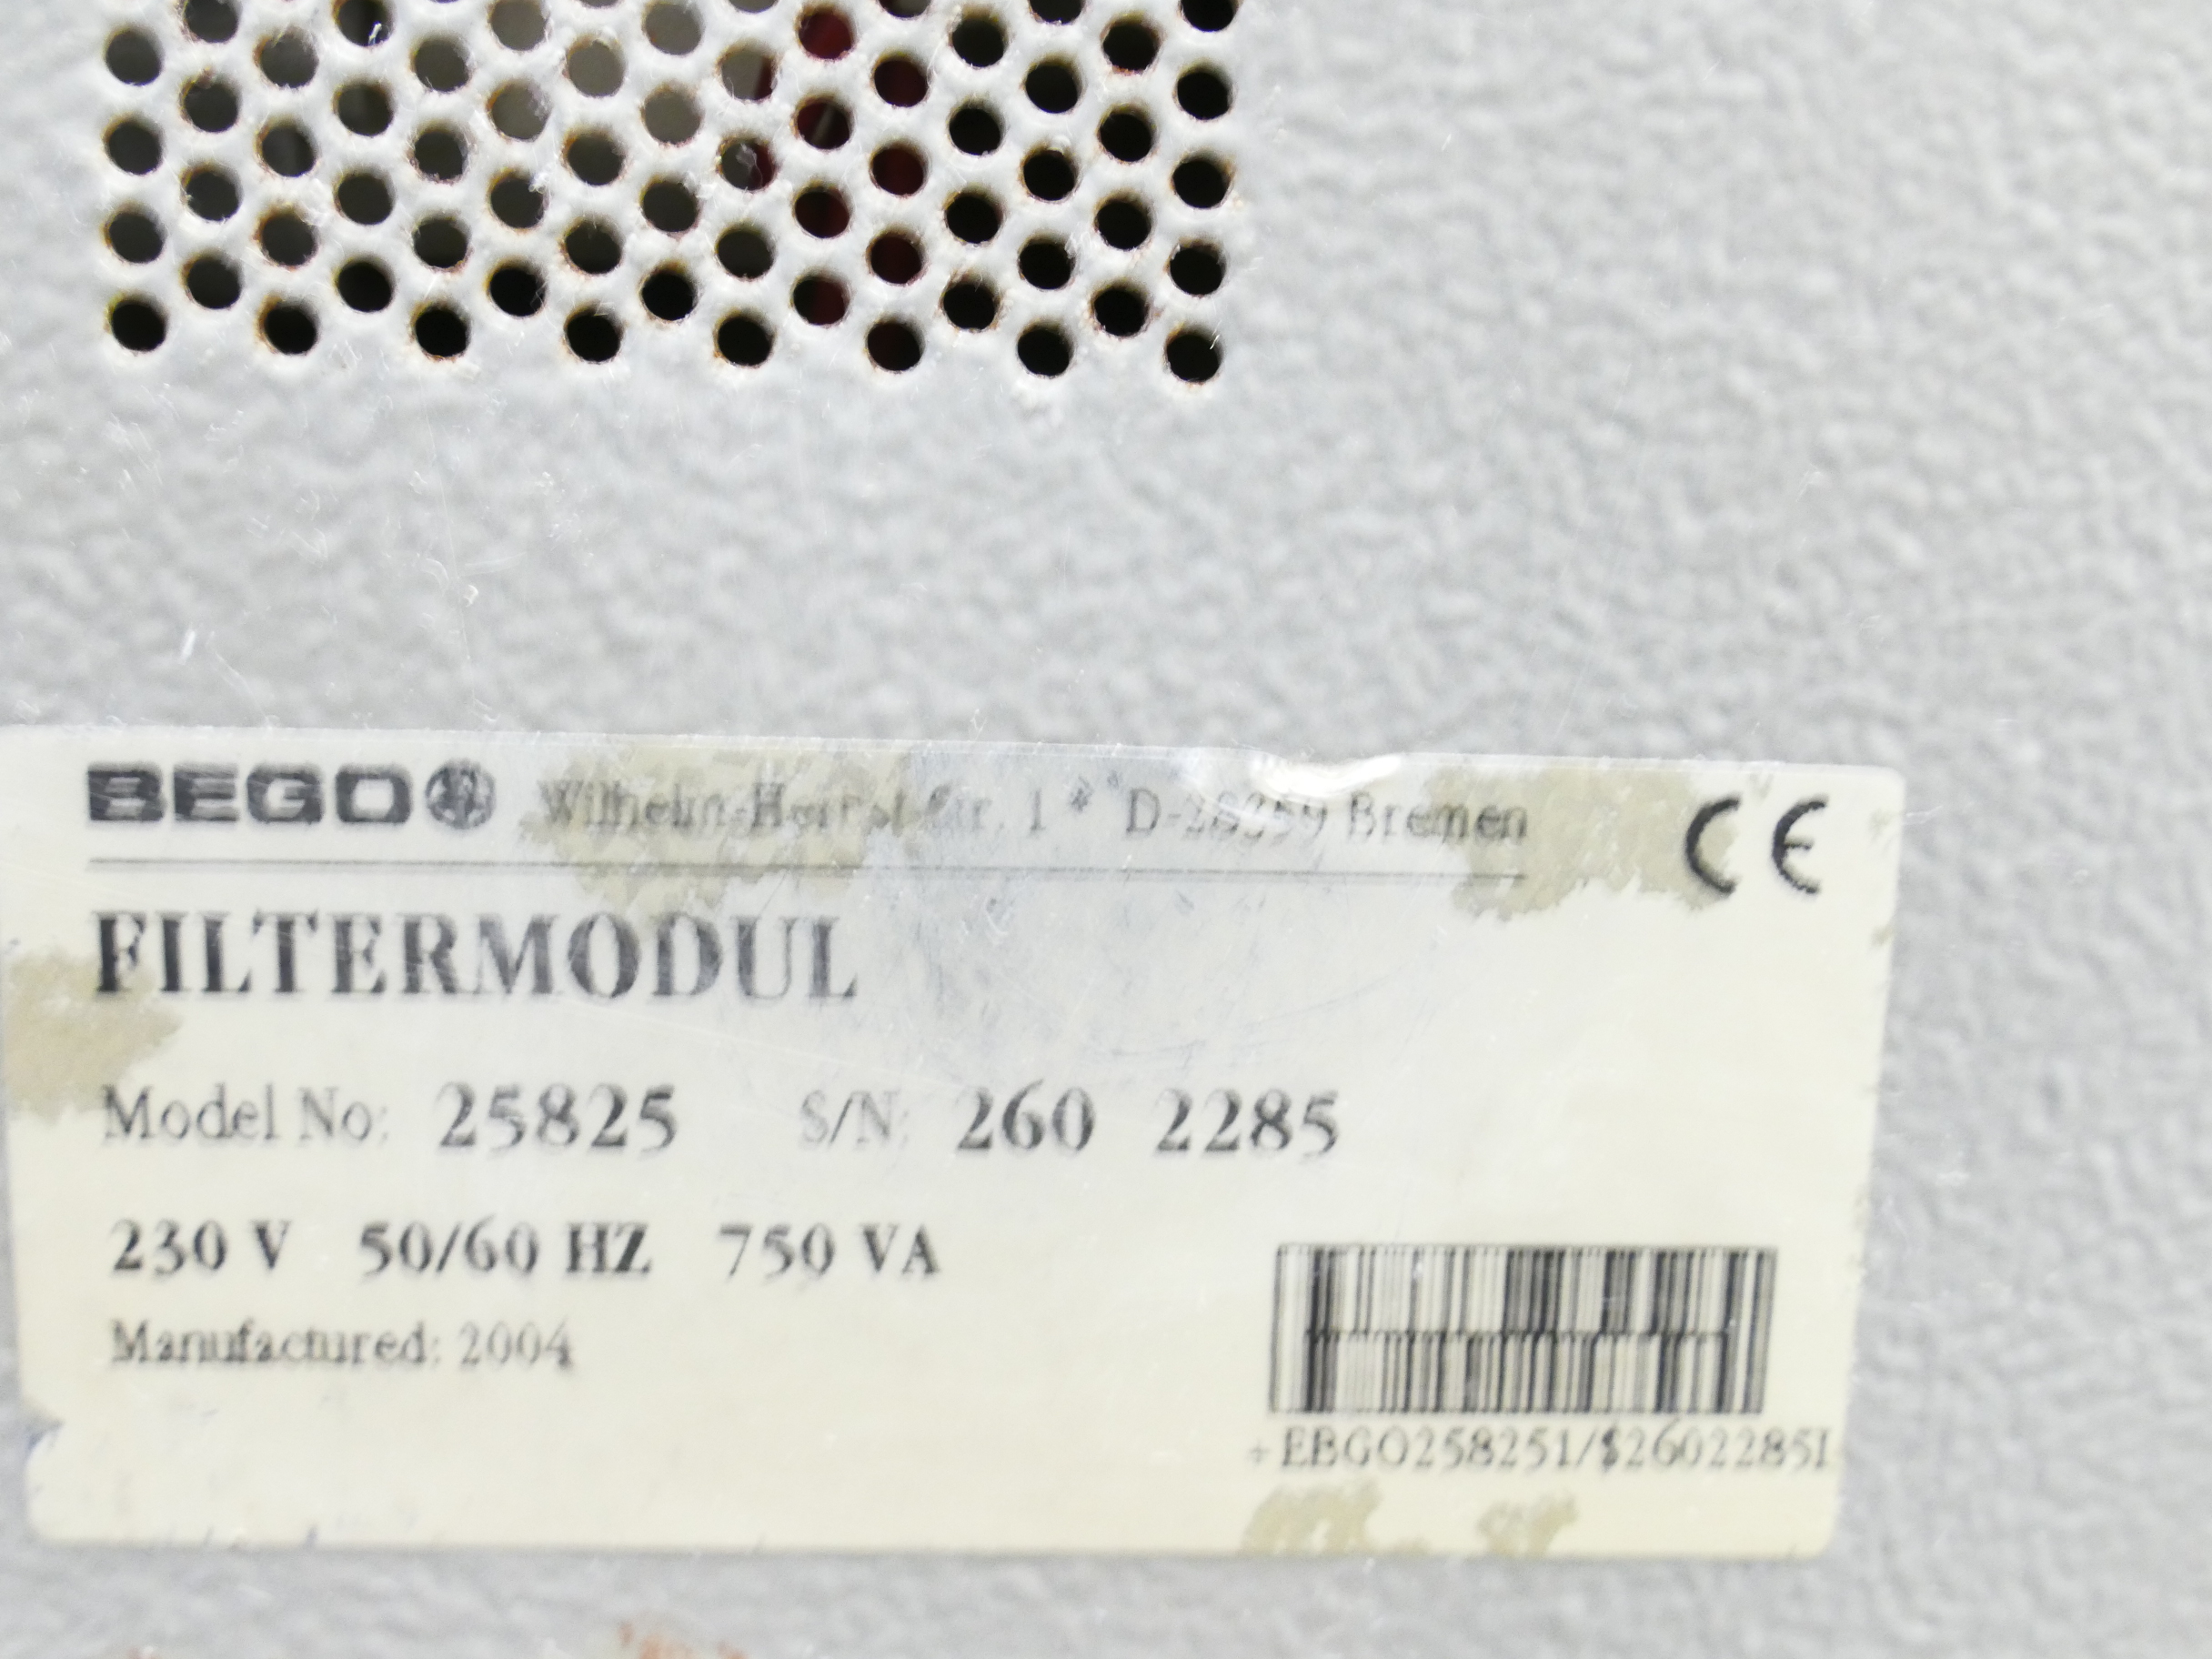 BEGO Wilhelm-Herbst-Str. 1 * D-28359 Bremen CE
FILTERMODUL
Model No: 25825 S/N: 260 2285
230 V 50/60 HZ 750 VA
Manufactured: 2004
+EBGO258251/$2602285I